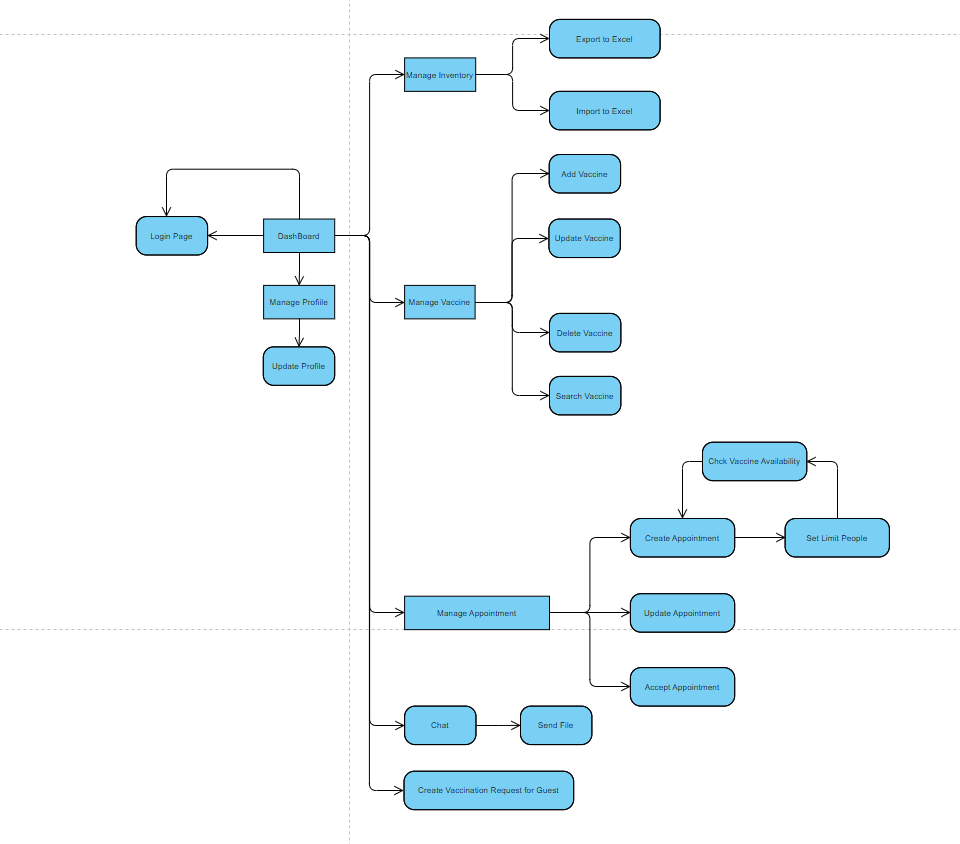 Export to Excel
Manage Inventory
Import to Excel
Add Vaccine
Login Page
DashBoard
Update Vaccine
Manage Profiile
Manage Vaccine
Delete Vaccine
Update Profile
Search Vaccine
Chck Vaccine Availability
Create Appointment
Set Limit People
Manage Appointment
Update Appointment
Accept Appointment
Chat
Send File
Create Vaccination Request for Guest